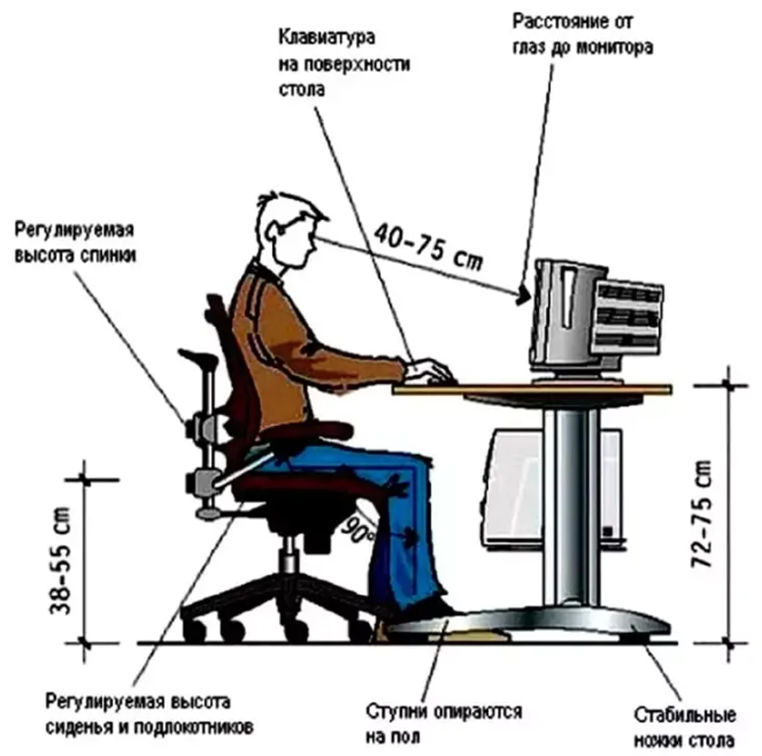 Расстояние от
глаз до монитора
Клавиатура
на поверхности
стола
Регулируемая
высота спинки
40-75 cm
90°
38-55 cm
72-75 cm
Регулируемая высота
сиденья и подлокотников
Ступни опираются
на пол
Стабильные
ножки стола